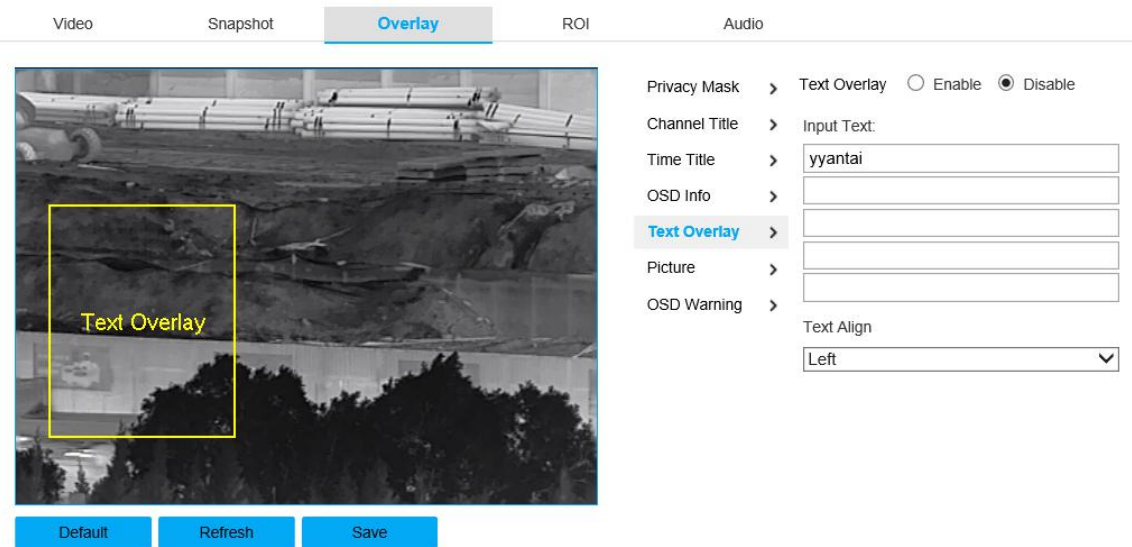 Video Snapshot Overlay ROI Audio
Privacy Mask
Channel Title
Time Title
OSD Info
Text Overlay
Picture
OSD Warning
Text Overlay Enable Disable
Input Text:
yyantai
Text Align
Left
Text Overlay
Default Refresh Save